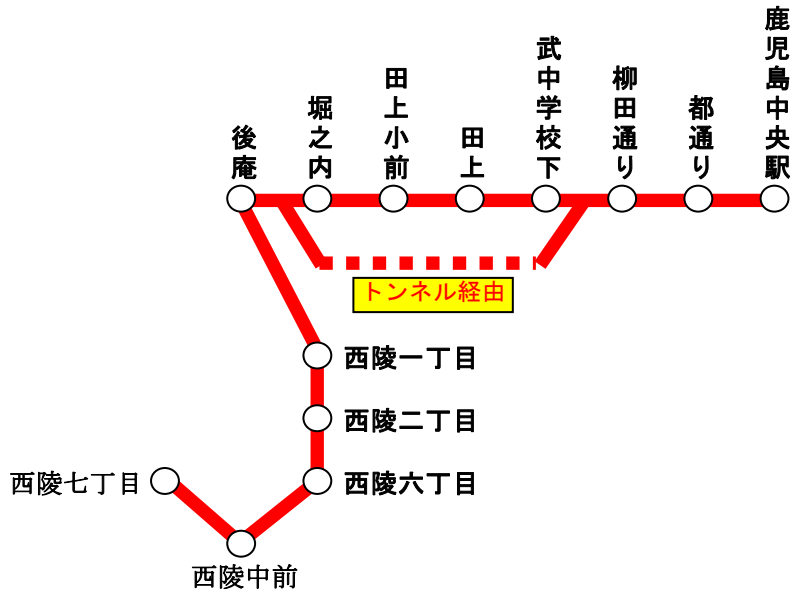 後庵
堀之内
田上小前
田上
武中学校下
柳田通り
都通り
鹿児島中央駅
トンネル経由
西陵一丁目
西陵二丁目
西陵六丁目
西陵七丁目
西陵中前